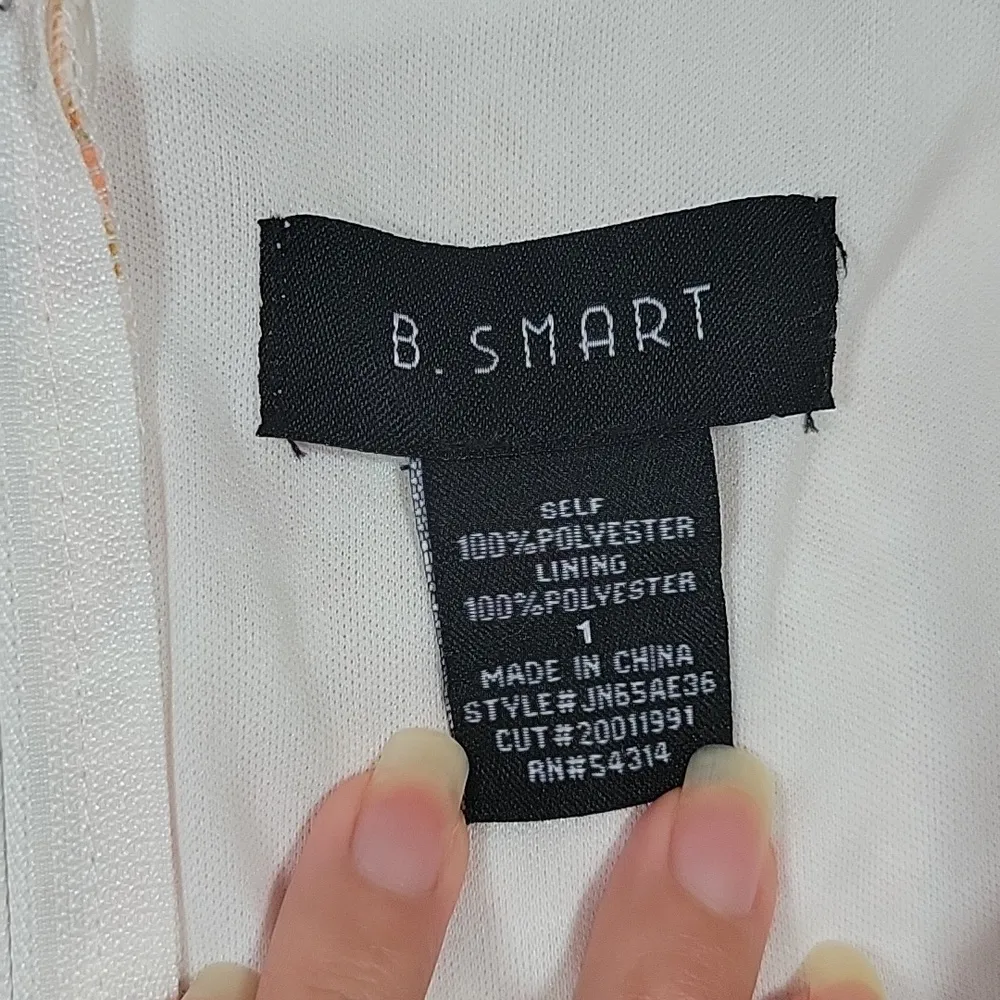 B. SMART
SELF
100%POLYESTER
LINING
100%POLYESTER
1
MADE IN CHINA
STYLE#JN65AE36
CUT#20011991
RN#54314